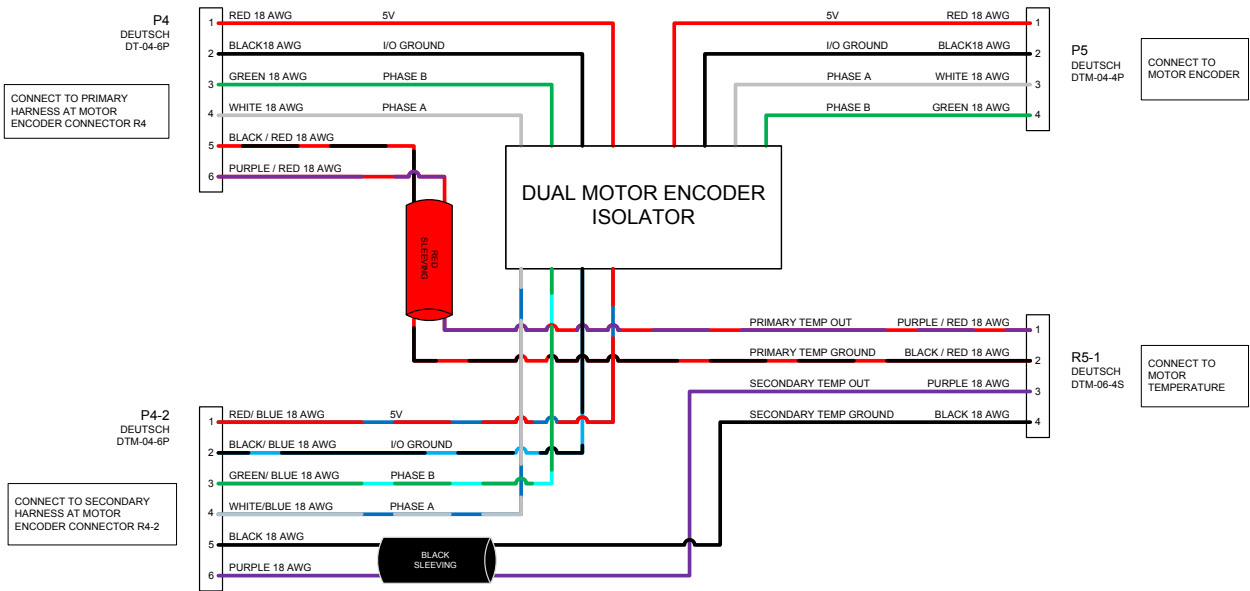 P4
DEUTSCH
DT-04-6P
CONNECT TO PRIMARY
HARNESS AT MOTOR
ENCODER CONNECTOR R4
1
RED 18 AWG
5V
2
BLACK18 AWG
I/O GROUND
3
GREEN 18 AWG
PHASE B
4
WHITE 18 AWG
PHASE A
5
BLACK / RED 18 AWG
6
PURPLE / RED 18 AWG
RED
SLEEVING
DUAL MOTOR ENCODER
ISOLATOR
5V
RED 18 AWG
1
I/O GROUND
BLACK18 AWG
2
PHASE A
WHITE 18 AWG
3
PHASE B
GREEN 18 AWG
4
P5
DEUTSCH
DTM-04-4P
CONNECT TO
MOTOR ENCODER
PRIMARY TEMP OUT
PURPLE / RED 18 AWG
1
PRIMARY TEMP GROUND
BLACK / RED 18 AWG
2
SECONDARY TEMP OUT
PURPLE 18 AWG
3
SECONDARY TEMP GROUND
BLACK 18 AWG
4
R5-1
DEUTSCH
DTM-06-4S
CONNECT TO
MOTOR
TEMPERATURE
P4-2
DEUTSCH
DTM-04-6P
CONNECT TO SECONDARY
HARNESS AT MOTOR
ENCODER CONNECTOR R4-2
1
RED/ BLUE 18 AWG
5V
2
BLACK/ BLUE 18 AWG
I/O GROUND
3
GREEN/ BLUE 18 AWG
PHASE B
4
WHITE/BLUE 18 AWG
PHASE A
5
BLACK 18 AWG
6
PURPLE 18 AWG
BLACK
SLEEVING